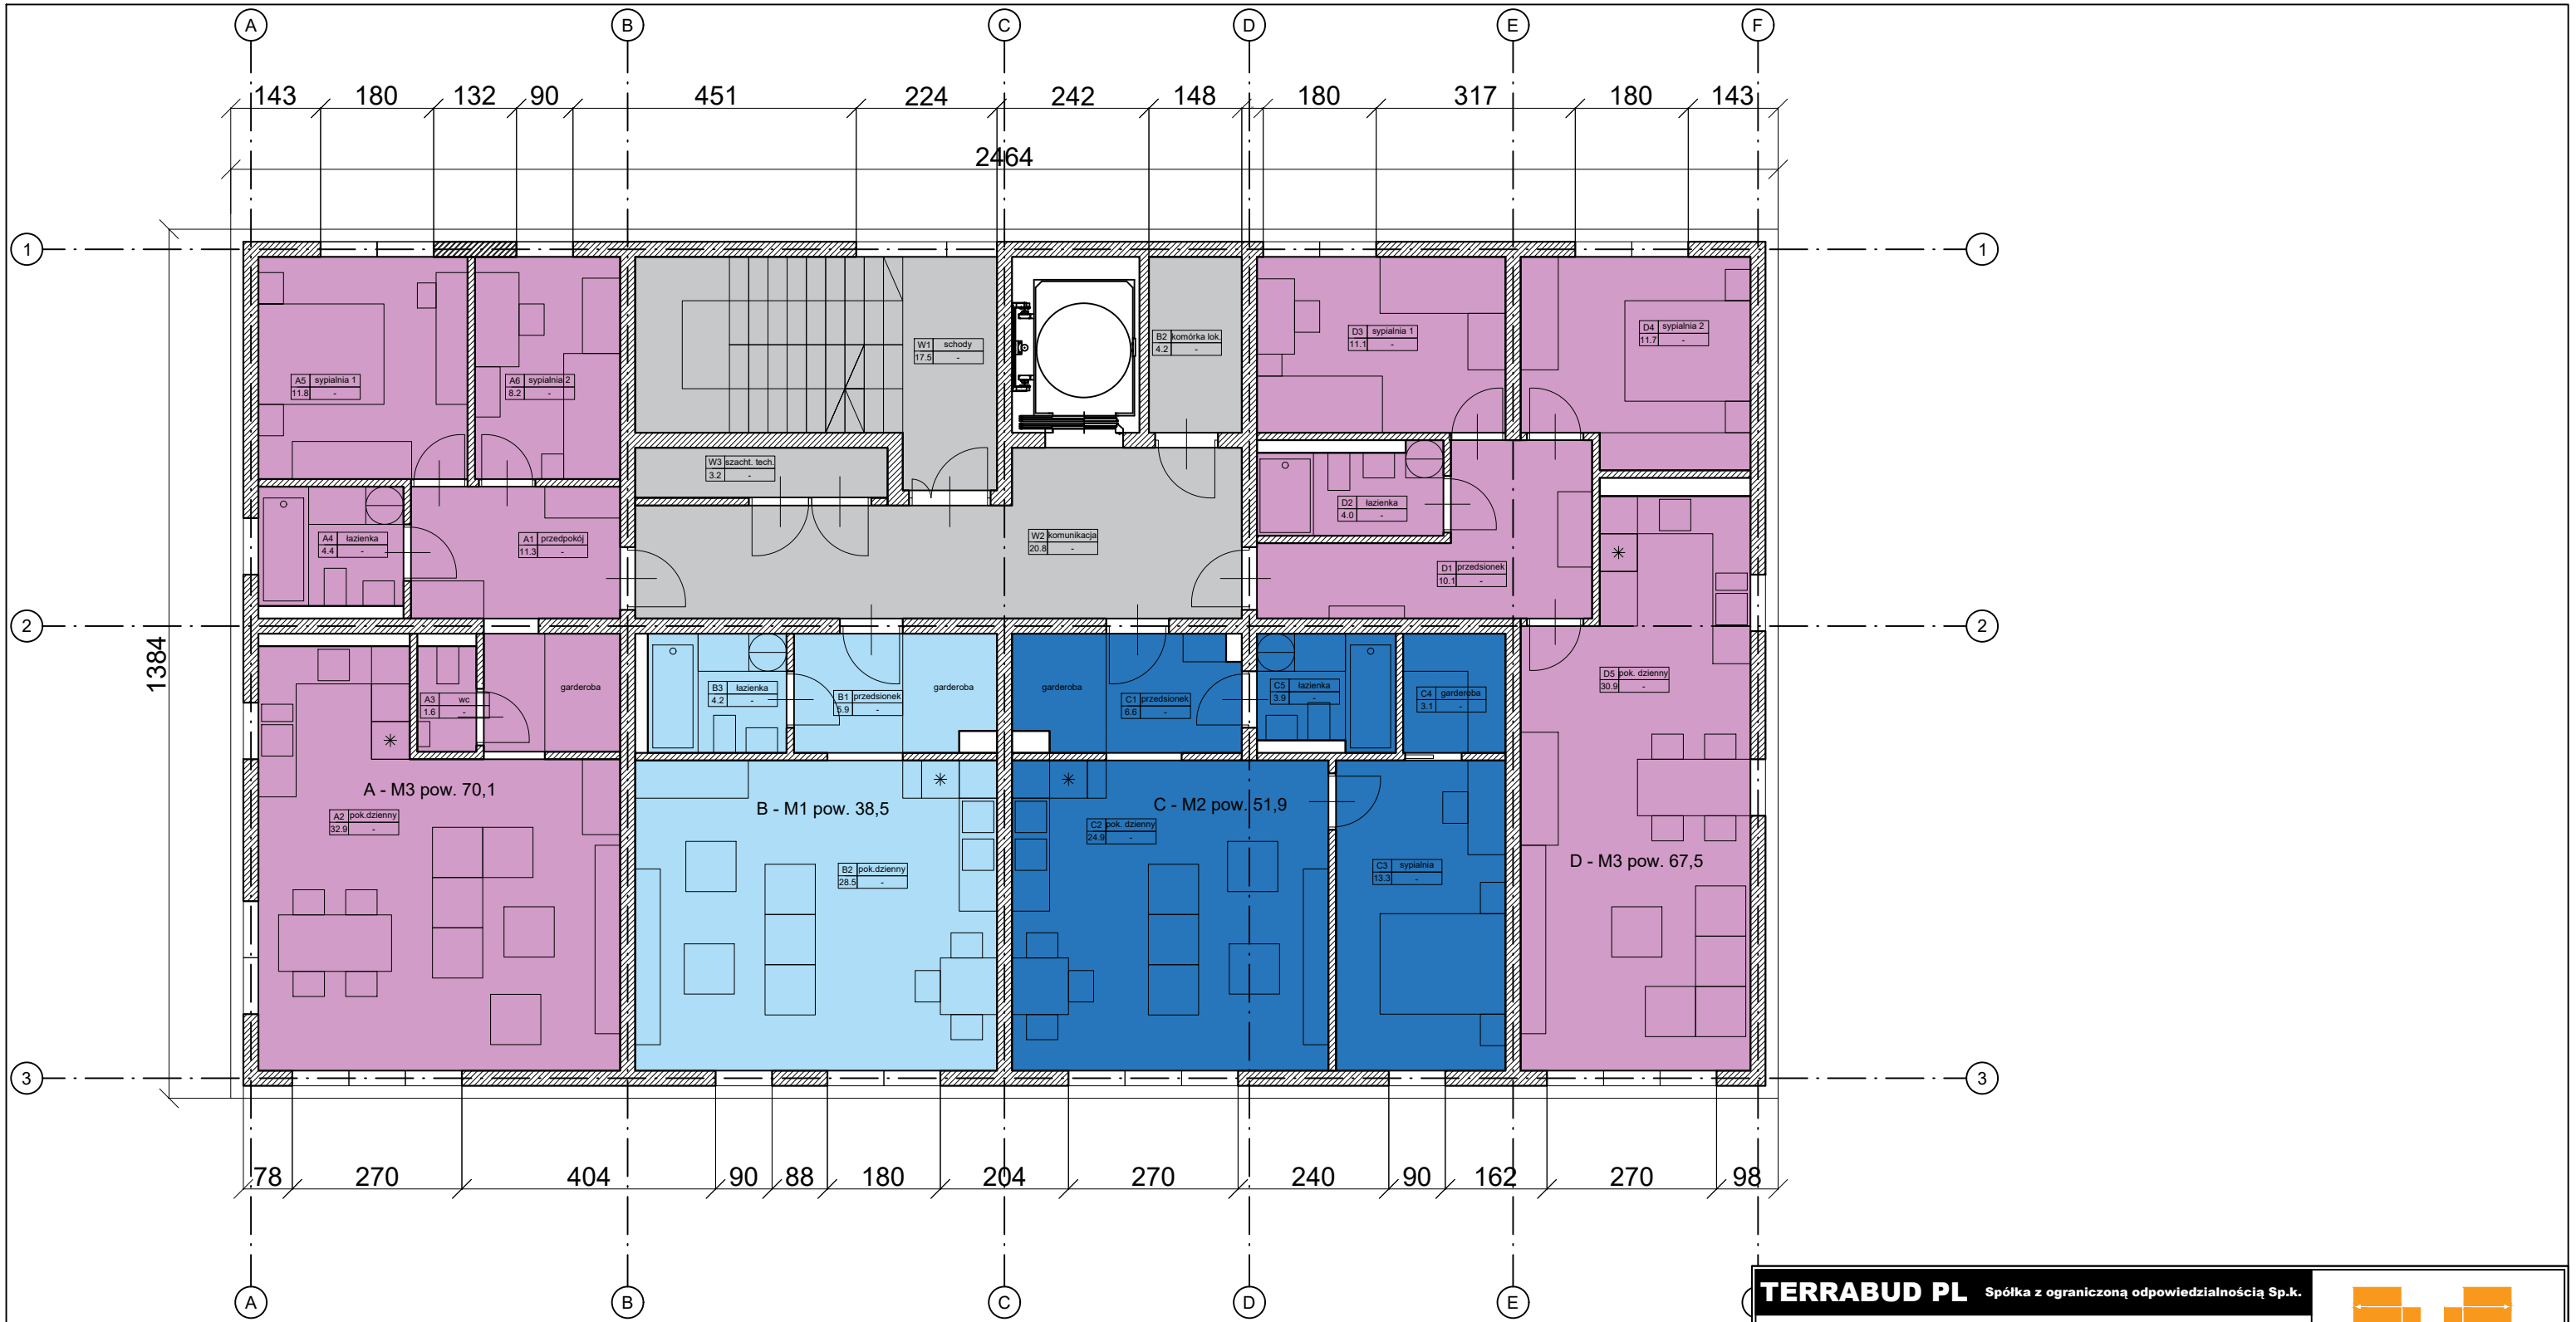 A B C D E F
143 180 132 90 451 224 242 148 180 317 180 143
2464
1 1
W1 schody
17.5 -
B2 komórka lok.
4.2 -
D3 sypialnia 1
11.1 -
D4 sypialnia 2
11.7 -
A5 sypialnia 1
11.8 -
A6 sypialnia 2
8.2 -
W3 szacht. tech.
3.2 -
D2 łazienka
4.0 -
A4 łazienka
4.4 -
A1 przedpokój
11.3 -
W2 komunikacja
20.8 -
D1 przedsionek
10.1 -
2 2
1384
garderoba
A3 wc
1.6 -
B3 łazienka
4.2 -
B1 przedsionek
5.9 -
garderoba
garderoba
C1 przedsionek
6.6 -
C5 łazienka
3.9 -
C4 garderoba
3.1 -
D5 pok. dzienny
30.9 -
A - M3 pow. 70,1
B - M1 pow. 38,5
C - M2 pow. 51,9
A2 pok.dzienny
32.9 -
C2 pok. dzienny
24.9 -
B2 pok.dzienny
28.5 -
C3 sypialnia
13.3 -
D - M3 pow. 67,5
3 3
78 270 404 90 88 180 204 270 240 90 162 270 98
A B C D E
TERRABUD PL Spółka z ograniczoną odpowiedzialnością Sp.k.